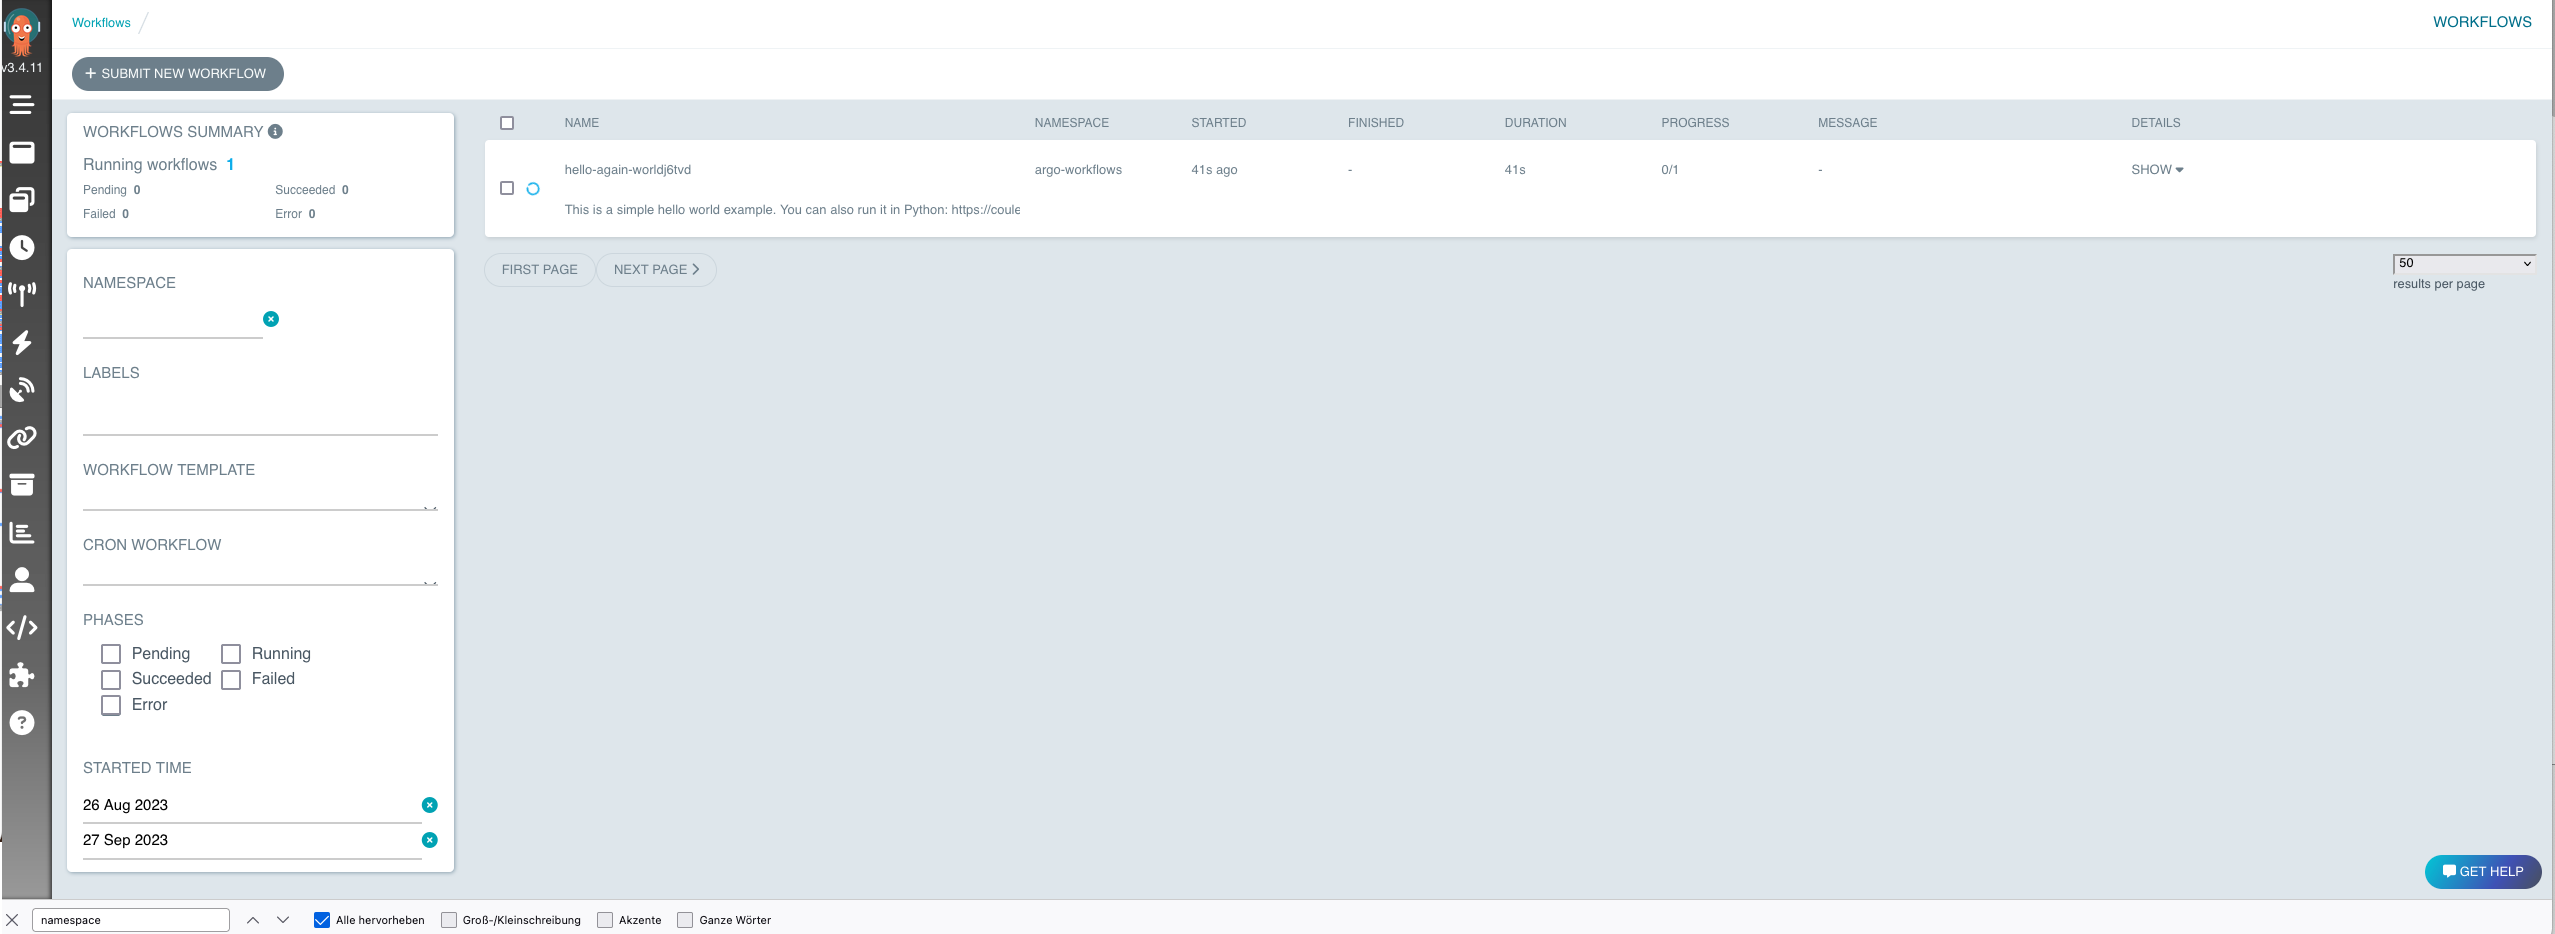 Workflows
WORKFLOWS
v3.4.11
SUBMIT NEW WORKFLOW
WORKFLOWS SUMMARY
Running workflows 1
Pending 0 Succeeded 0
Failed 0 Error 0
NAMESPACE
LABELS
WORKFLOW TEMPLATE
CRON WORKFLOW
PHASES
Pending Running
Succeeded Failed
Error
STARTED TIME
26 Aug 2023
27 Sep 2023
NAME NAMESPACE STARTED FINISHED DURATION PROGRESS MESSAGE DETAILS
hello-again-worldj6tvd argo-workflows 41s ago - 41s 0/1 - SHOW
This is a simple hello world example. You can also run it in Python: https://coule
FIRST PAGE NEXT PAGE
50
results per page
GET HELP
namespace Alle hervorheben Groß-/Kleinschreibung Akzente Ganze Wörter